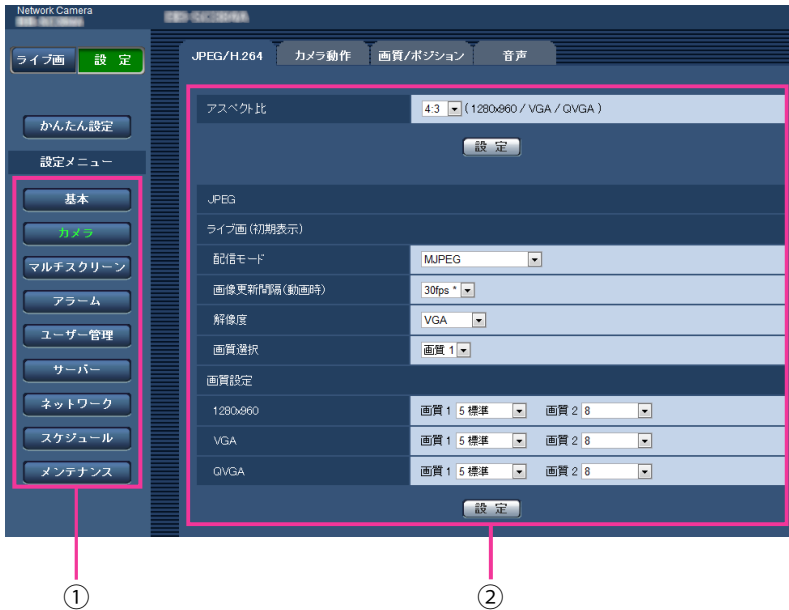 Network Camera
ライブ画 設 定
かんたん設定
設定メニュー
基本
カメラ
マルチスクリーン
アラーム
ユーザー管理
サーバー
ネットワーク
スケジュール
メンテナンス
①
JPEG/H.264 カメラ動作 画質/ポジション 音声
アスペクト比 4:3 ( 1280x960 / VGA / QVGA )
設 定
JPEG
ライブ画(初期表示)
配信モード MJPEG
画像更新間隔(動画時) 30fps *
解像度 VGA
画質選択 画質 1
画質設定
1280x960 画質 1 5 標準 画質 2 8
VGA 画質 1 5 標準 画質 2 8
QVGA 画質 1 5 標準 画質 2 8
設 定
②